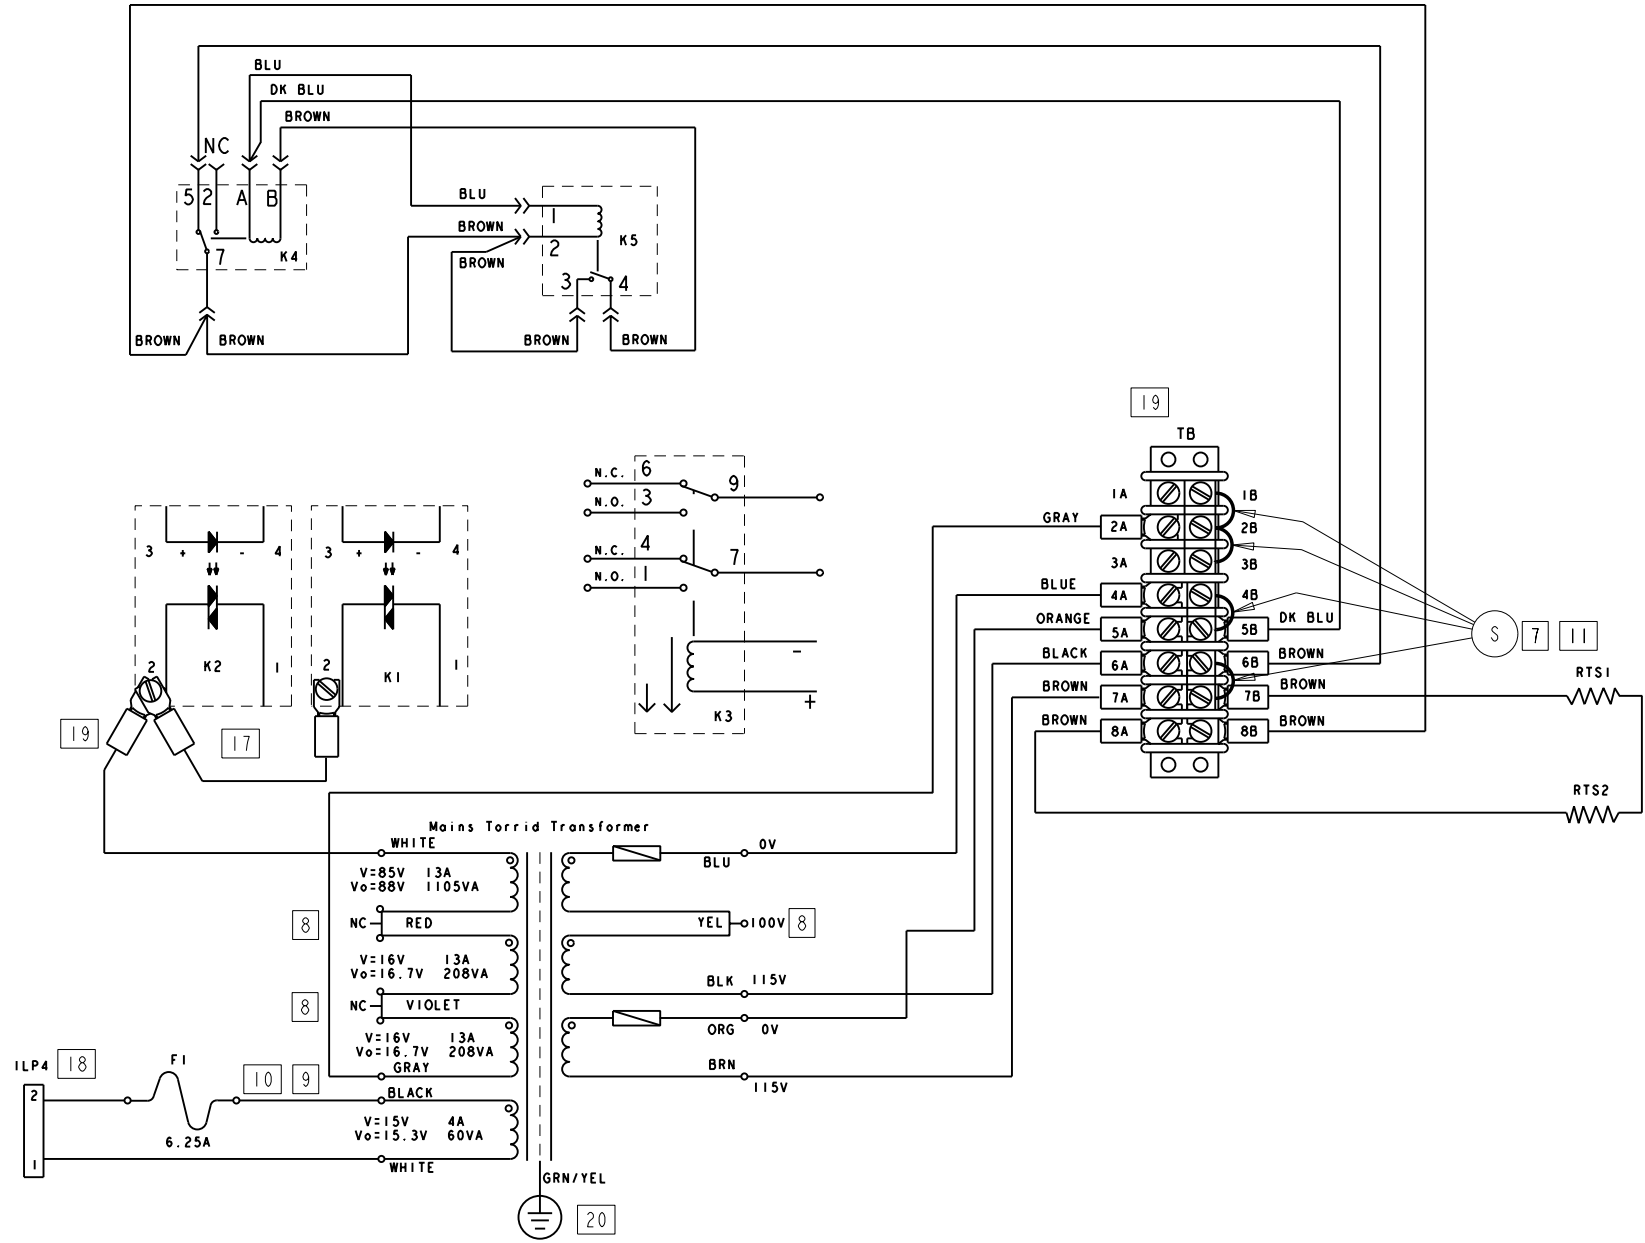 BLU
DK BLU
BROWN
NC
5 2 A B
7
K4
BROWN
BROWN
BLU
BROWN
BROWN
1
2
K5
3 4
BROWN
BROWN
19
TB
1A 1B
GRAY 2A 2B
3A 3B
BLUE 4A 4B
ORANGE 5A 5B DK BLU
BLACK 6A 6B BROWN
BROWN 7A 7B BROWN
BROWN 8A 8B BROWN
S 7 11
RTS1
RTS2
N.C. 6
9
N.O. 3
N.C. 4
7
N.O. 1
-
+
K3
3 + - 4
3 + - 4
2 K2 1
2 K1 1
19
17
Mains Torrid Transformer
WHITE
V=85V 13A
Vo=88V 1105VA
8 NC RED
V=16V 13A
Vo=16.7V 208VA
8 NC VIOLET
V=16V 13A
Vo=16.7V 208VA
GRAY
BLACK
V=15V 4A
Vo=15.3V 60VA
WHITE
0V
BLU
YEL 100V 8
BLK 115V
ORG 0V
BRN
115V
1LP4 18
F1
10 9
2
6.25A
1
GRN/YEL
20